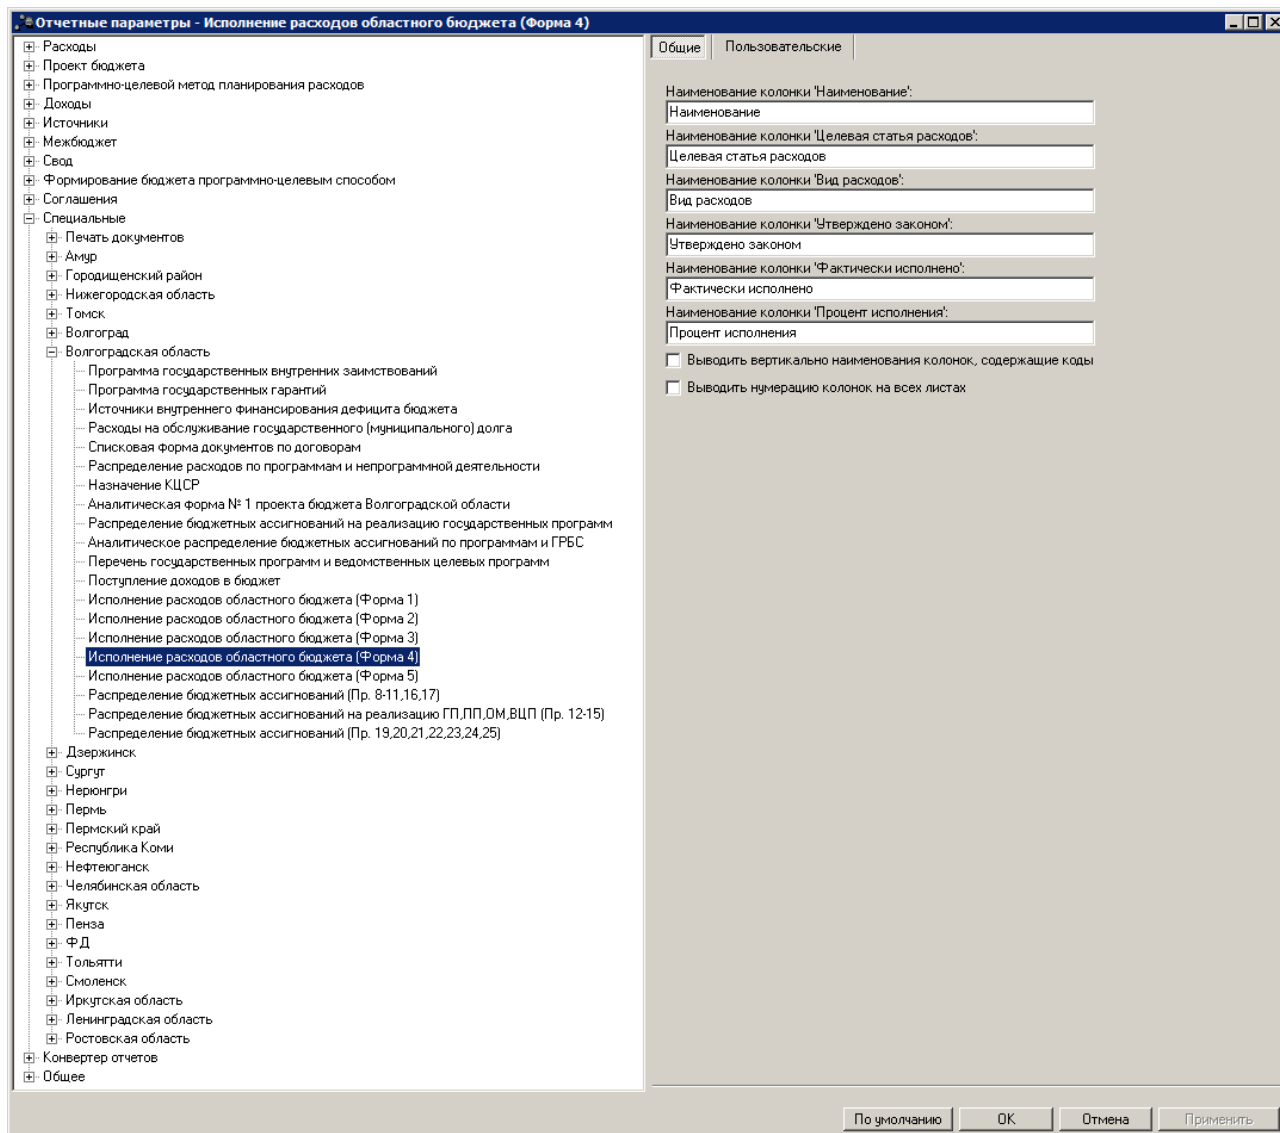 Отчетные параметры - Исполнение расходов областного бюджета (Форма 4)
Расходы
Проект бюджета
Программно-целевой метод планирования расходов
Доходы
Источники
Межбюджет
Свод
Формирование бюджета программно-целевым способом
Соглашения
Специальные
Печать документов
Амур
Городищенский район
Нижегородская область
Томск
Волгоград
Волгоградская область
Программа государственных внутренних заимствований
Программа государственных гарантий
Источники внутреннего финансирования дефицита бюджета
Расходы на обслуживание государственного (муниципального) долга
Списковая форма документов по договорам
Распределение расходов по программам и непрограммной деятельности
Назначение КЦСР
Аналитическая форма № 1 проекта бюджета Волгоградской области
Распределение бюджетных ассигнований на реализацию государственных программ
Аналитическое распределение бюджетных ассигнований по программам и ГРБС
Перечень государственных программ и ведомственных целевых программ
Поступление доходов в бюджет
Исполнение расходов областного бюджета (Форма 1)
Исполнение расходов областного бюджета (Форма 2)
Исполнение расходов областного бюджета (Форма 3)
Исполнение расходов областного бюджета (Форма 4)
Исполнение расходов областного бюджета (Форма 5)
Распределение бюджетных ассигнований (Пр. 8-11,16,17)
Распределение бюджетных ассигнований на реализацию ГП,ПП,ОМ,ВЦП (Пр. 12-15)
Распределение бюджетных ассигнований (Пр. 19,20,21,22,23,24,25)
Дзержинск
Сургут
Нерюнгри
Пермь
Пермский край
Республика Коми
Нефтеюганск
Челябинская область
Якутск
Пенза
ФД
Тольятти
Смоленск
Иркутская область
Ленинградская область
Ростовская область
Конвертер отчетов
Общее
Общие
Пользовательские
Наименование колонки 'Наименование':
Наименование
Наименование колонки 'Целевая статья расходов':
Целевая статья расходов
Наименование колонки 'Вид расходов':
Вид расходов
Наименование колонки 'Утверждено законом':
Утверждено законом
Наименование колонки 'Фактически исполнено':
Фактически исполнено
Наименование колонки 'Процент исполнения':
Процент исполнения
Выводить вертикально наименования колонок, содержащие коды
Выводить нумерацию колонок на всех листах
По умолчанию
OK
Отмена
Применить